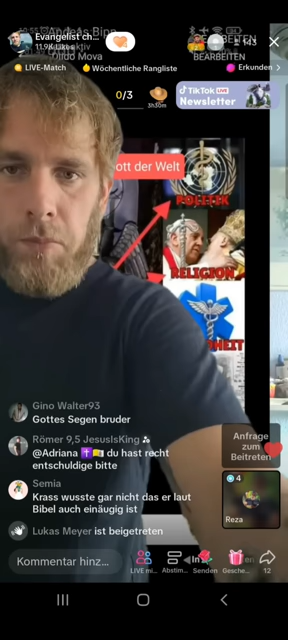 Evangelist Ch...
11.9K Likes
143
BEARBEITEN
LIVE-Match
Wöchentliche Rangliste
Erkunden >
0/3
3h30m
TikTok LIVE
Newsletter
ott der Welt
POLITIK
RELIGION
HEIT
Gino Walter93
Gottes Segen bruder
Römer 9,5 JesusIsKing
@Adriana ✝️ du hast recht
entschuldige bitte
Semia
Krass wusste gar nicht das er laut
Bibel auch einäugig ist
Lukas Meyer ist beigetreten
Anfrage
zum
Beitreten
4
Reza
Kommentar hinz...
LIVE mi...
Abstim...
Senden
Gesche...
12